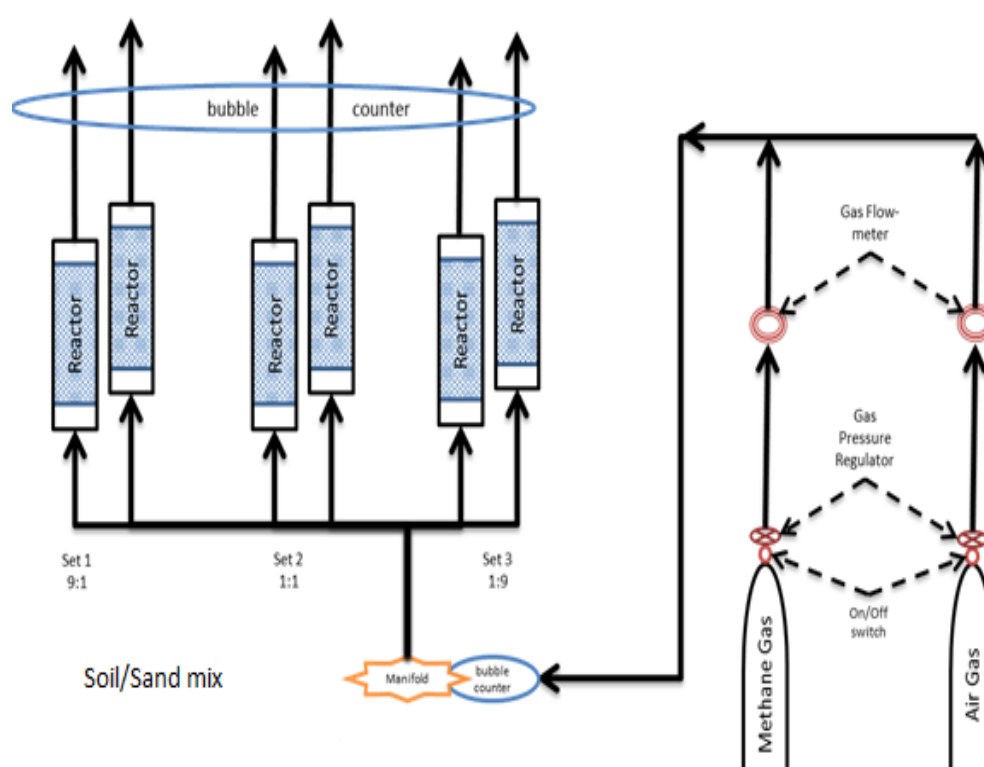 bubble counter
Reactor
Reactor
Reactor
Reactor
Reactor
Reactor
Set 1
9:1
Set 2
1:1
Set 3
1:9
Soil/Sand mix
Manifold
bubble
counter
Gas Flow-
meter
Gas
Pressure
Regulator
On/Off
switch
Methane Gas
Air Gas